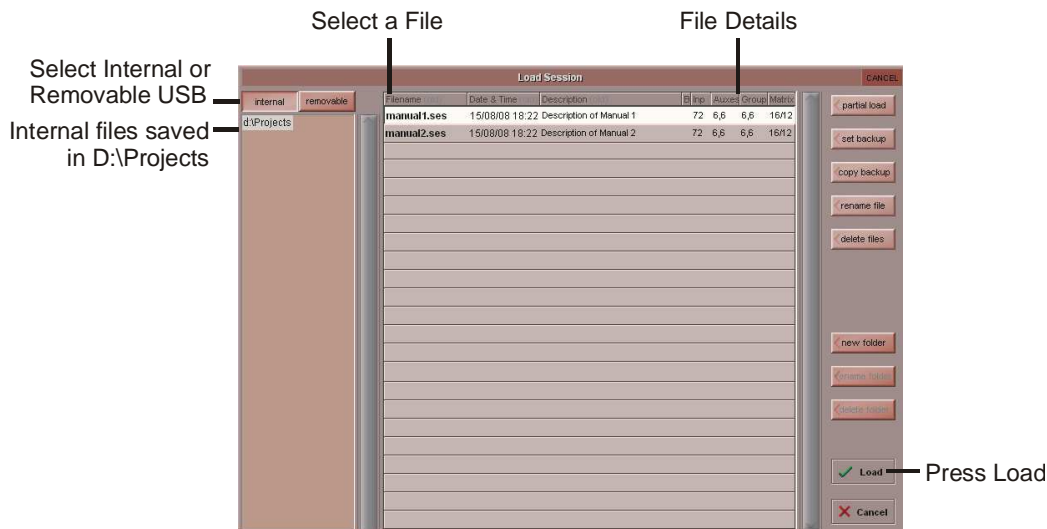 Select a File
File Details
Select Internal or
Removable USB
Internal files saved
in D:\Projects
Press Load
Load Session
CANCEL
internal removable
d:\Projects
Filename Date & Time Description B Inp Auxes Group Matrix
manual1.ses 15/08/08 18:22 Description of Manual 1 72 6,6 6,6 16/12
manual2.ses 15/08/08 18:22 Description of Manual 2 72 6,6 6,6 16/12
partial load
set backup
copy backup
rename file
delete files
new folder
rename folder
delete folder
Load
Cancel